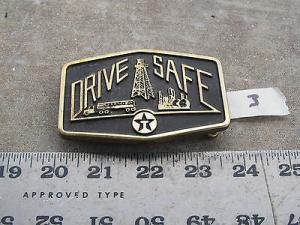 DRIVE SAFE
T
3
19 20 21 22 23 24 25
APPROVED TYPE